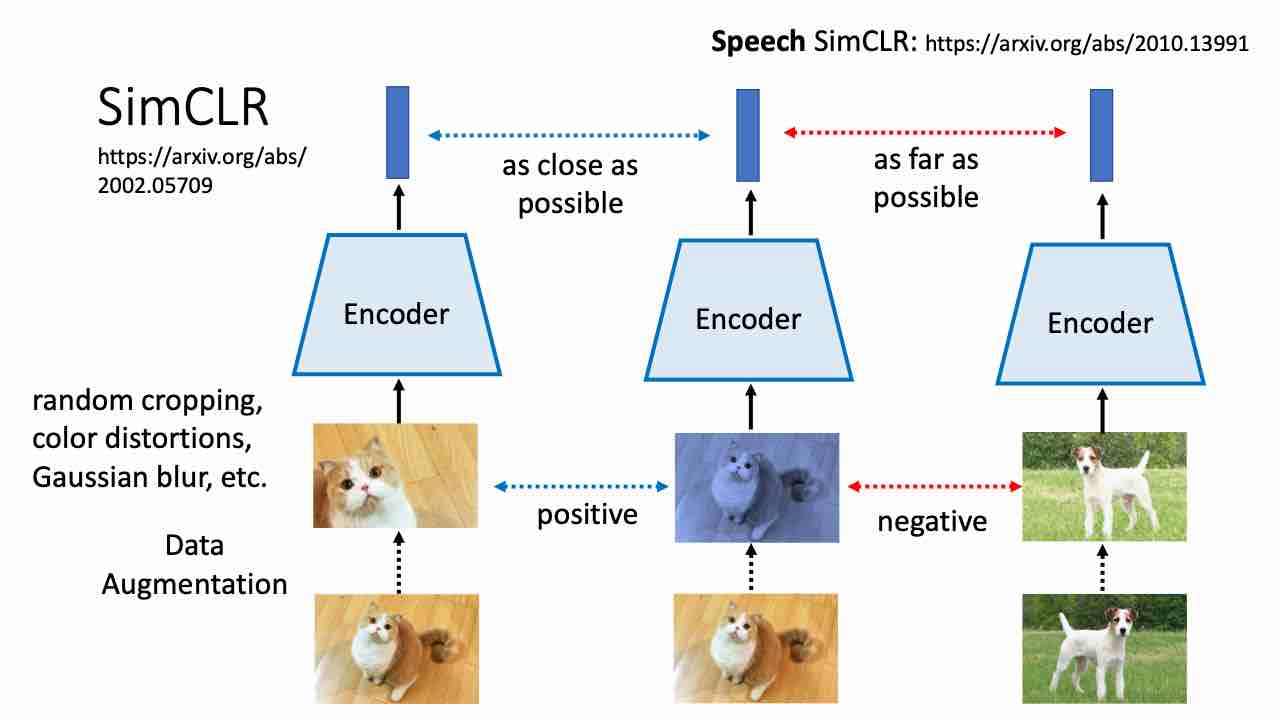 Speech SimCLR: https://arxiv.org/abs/2010.13991
SimCLR
https://arxiv.org/abs/
2002.05709
as close as
possible
as far as
possible
Encoder
Encoder
Encoder
random cropping,
color distortions,
Gaussian blur, etc.
positive
negative
Data
Augmentation